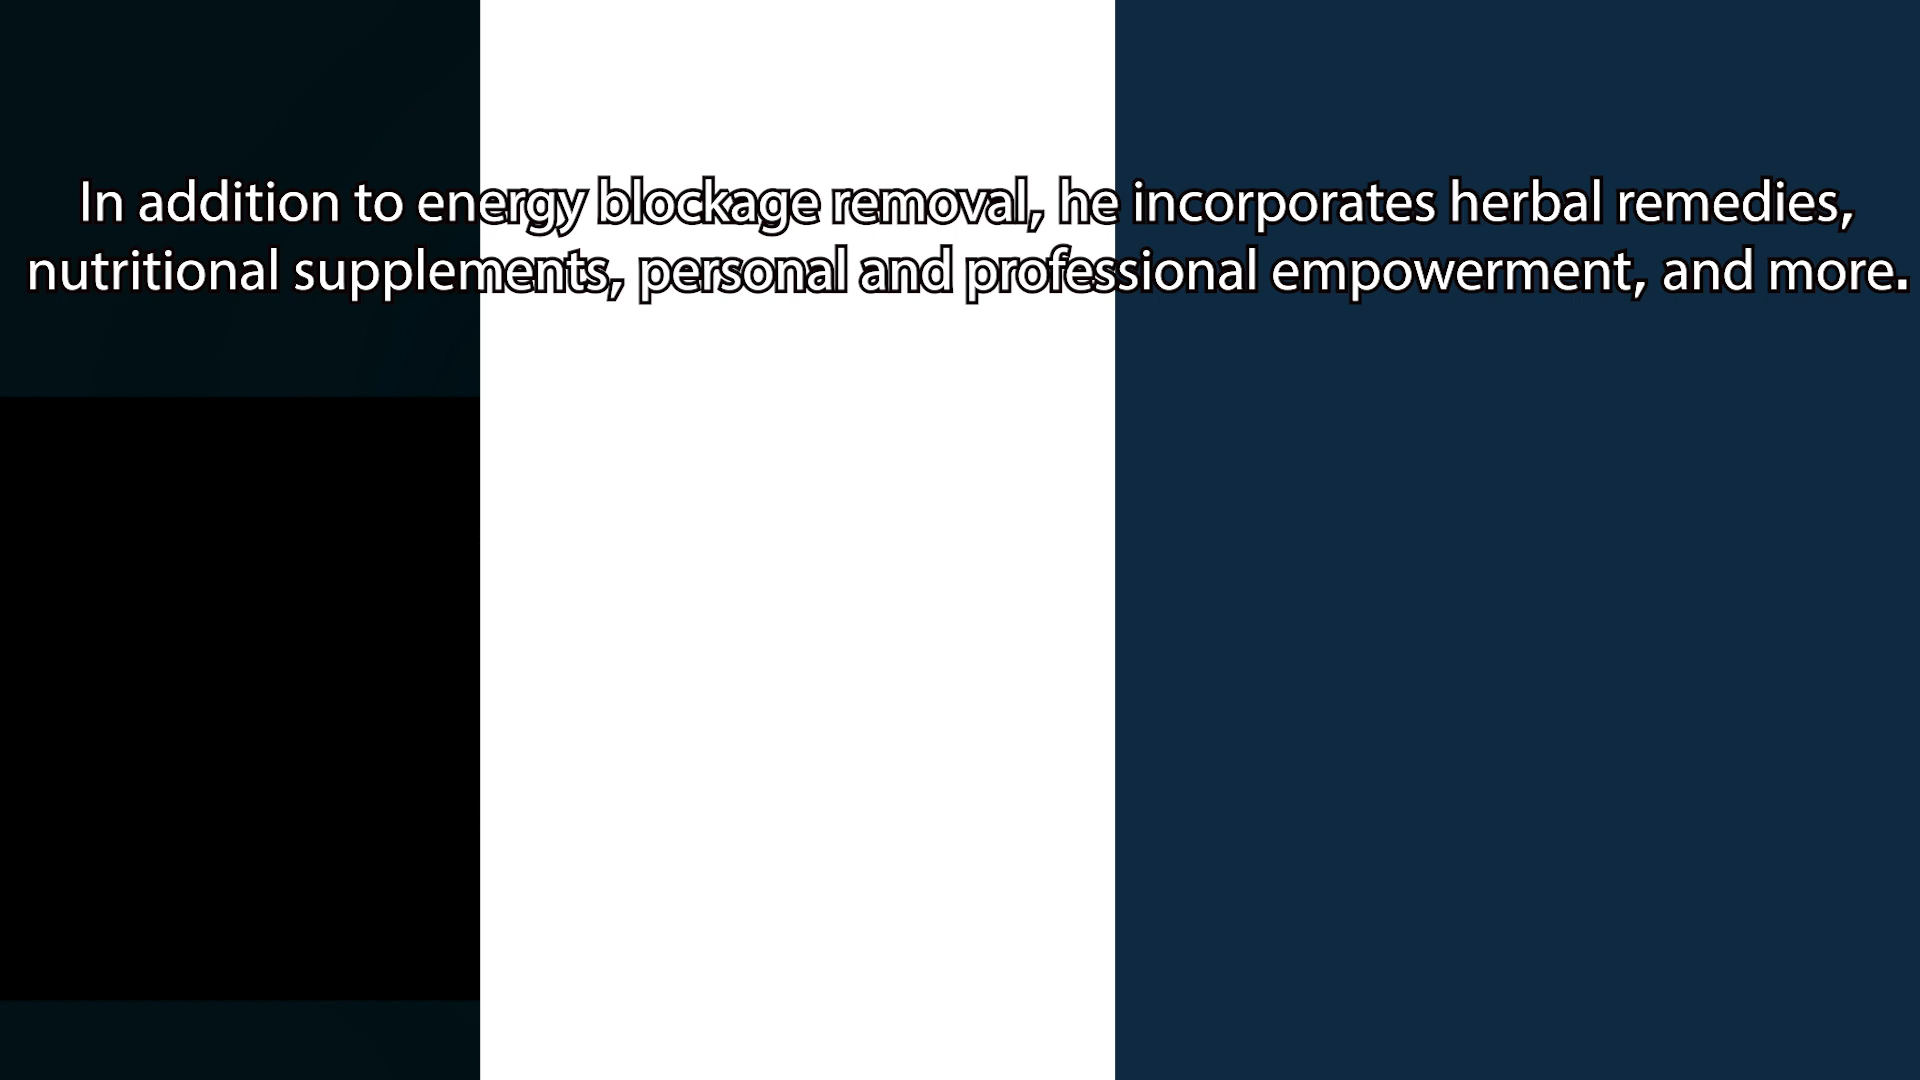 In addition to energy blockage removal, he incorporates herbal remedies,
nutritional supplements, personal and professional empowerment, and more.